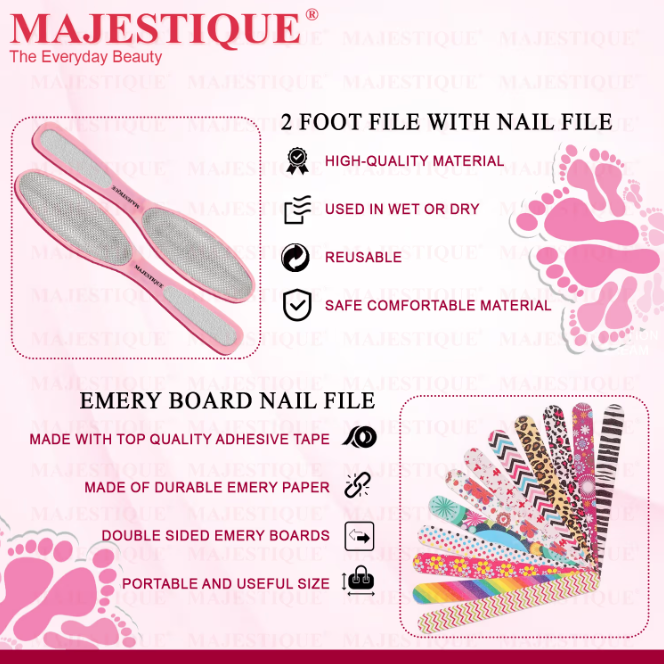 MAJESTIQUE®
The Everyday Beauty
2 FOOT FILE WITH NAIL FILE
HIGH-QUALITY MATERIAL
USED IN WET OR DRY
REUSABLE
SAFE COMFORTABLE MATERIAL
MAJESTIQUE
MAJESTIQUE
EMERY BOARD NAIL FILE
MADE WITH TOP QUALITY ADHESIVE TAPE
MADE OF DURABLE EMERY PAPER
DOUBLE SIDED EMERY BOARDS
PORTABLE AND USEFUL SIZE